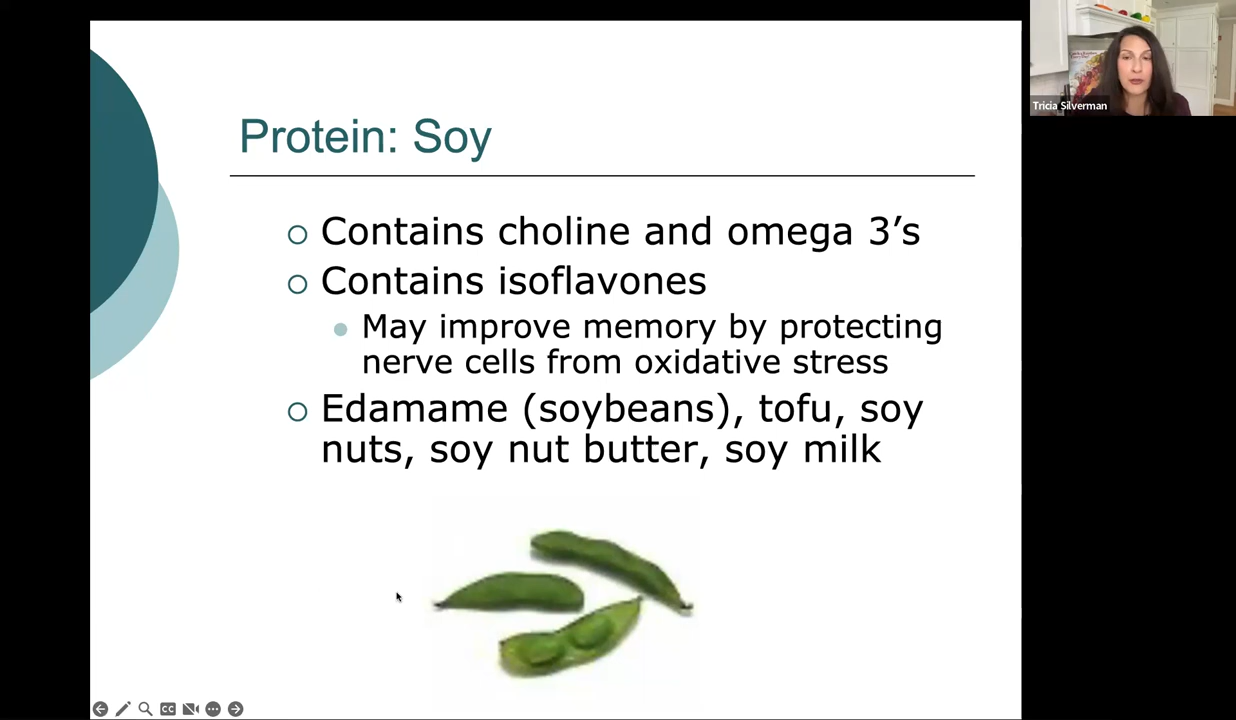 Protein: Soy
Contains choline and omega 3’s
Contains isoflavones
May improve memory by protecting
nerve cells from oxidative stress
Edamame (soybeans), tofu, soy
nuts, soy nut butter, soy milk
Tricia Silverman
CC